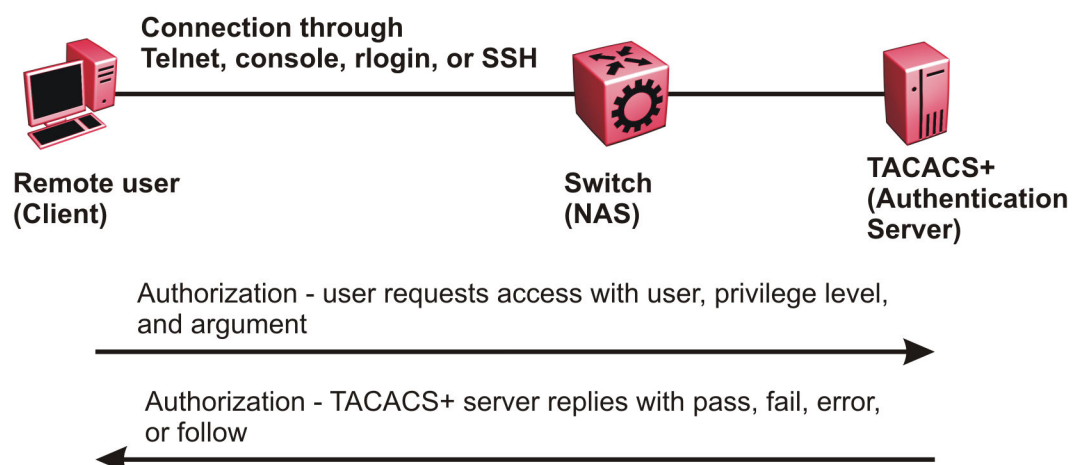 Connection through
Telnet, console, rlogin, or SSH
Remote user
(Client)
Switch
(NAS)
TACACS+
(Authentication
Server)
Authorization - user requests access with user, privilege level,
and argument
Authorization - TACACS+ server replies with pass, fail, error,
or follow